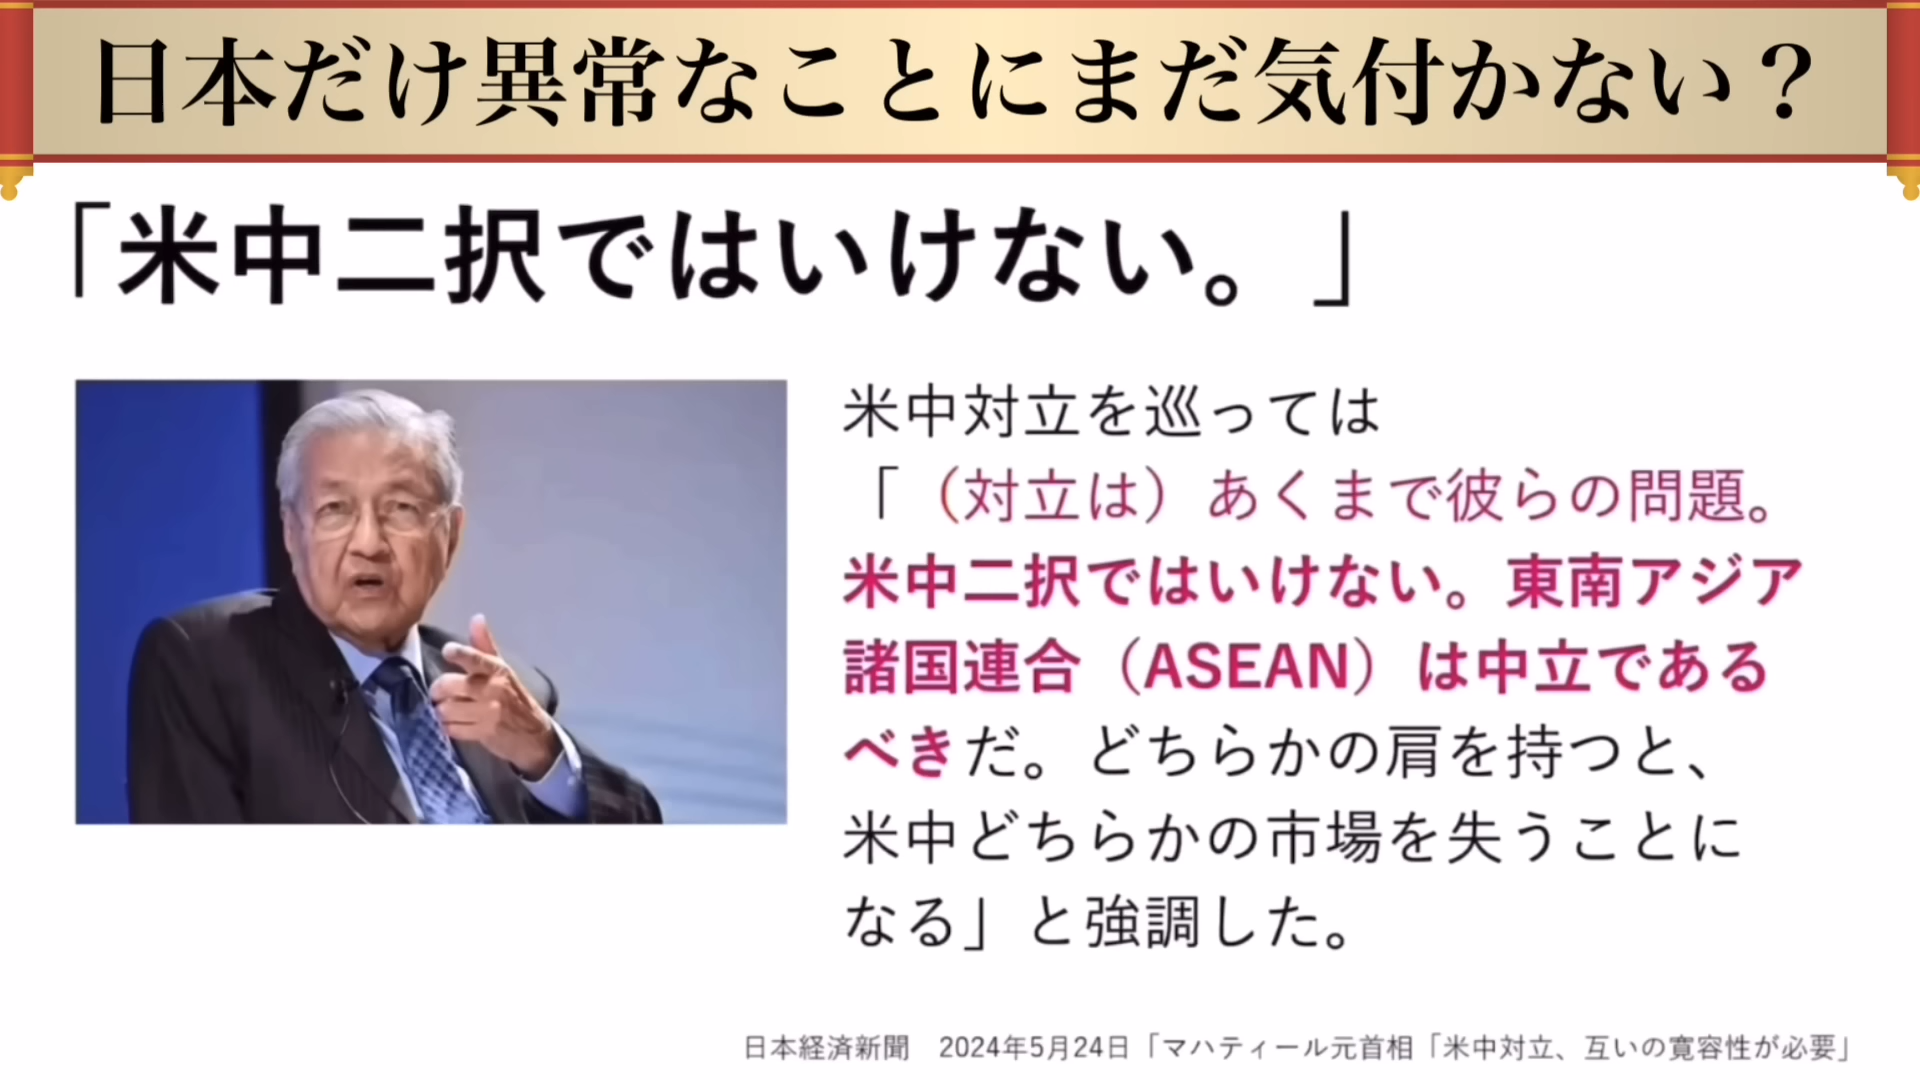 日本だけ異常なことにまだ気付かない？
「米中二択ではいけない。」
米中対立を巡っては
「（対立は）あくまで彼らの問題。
米中二択ではいけない。東南アジア
諸国連合（ASEAN）は中立である
べきだ。どちらかの肩を持つと、
米中どちらかの市場を失うことに
なる」と強調した。
日本経済新聞　2024年5月24日「マハティール元首相「米中対立、互いの寛容性が必要」